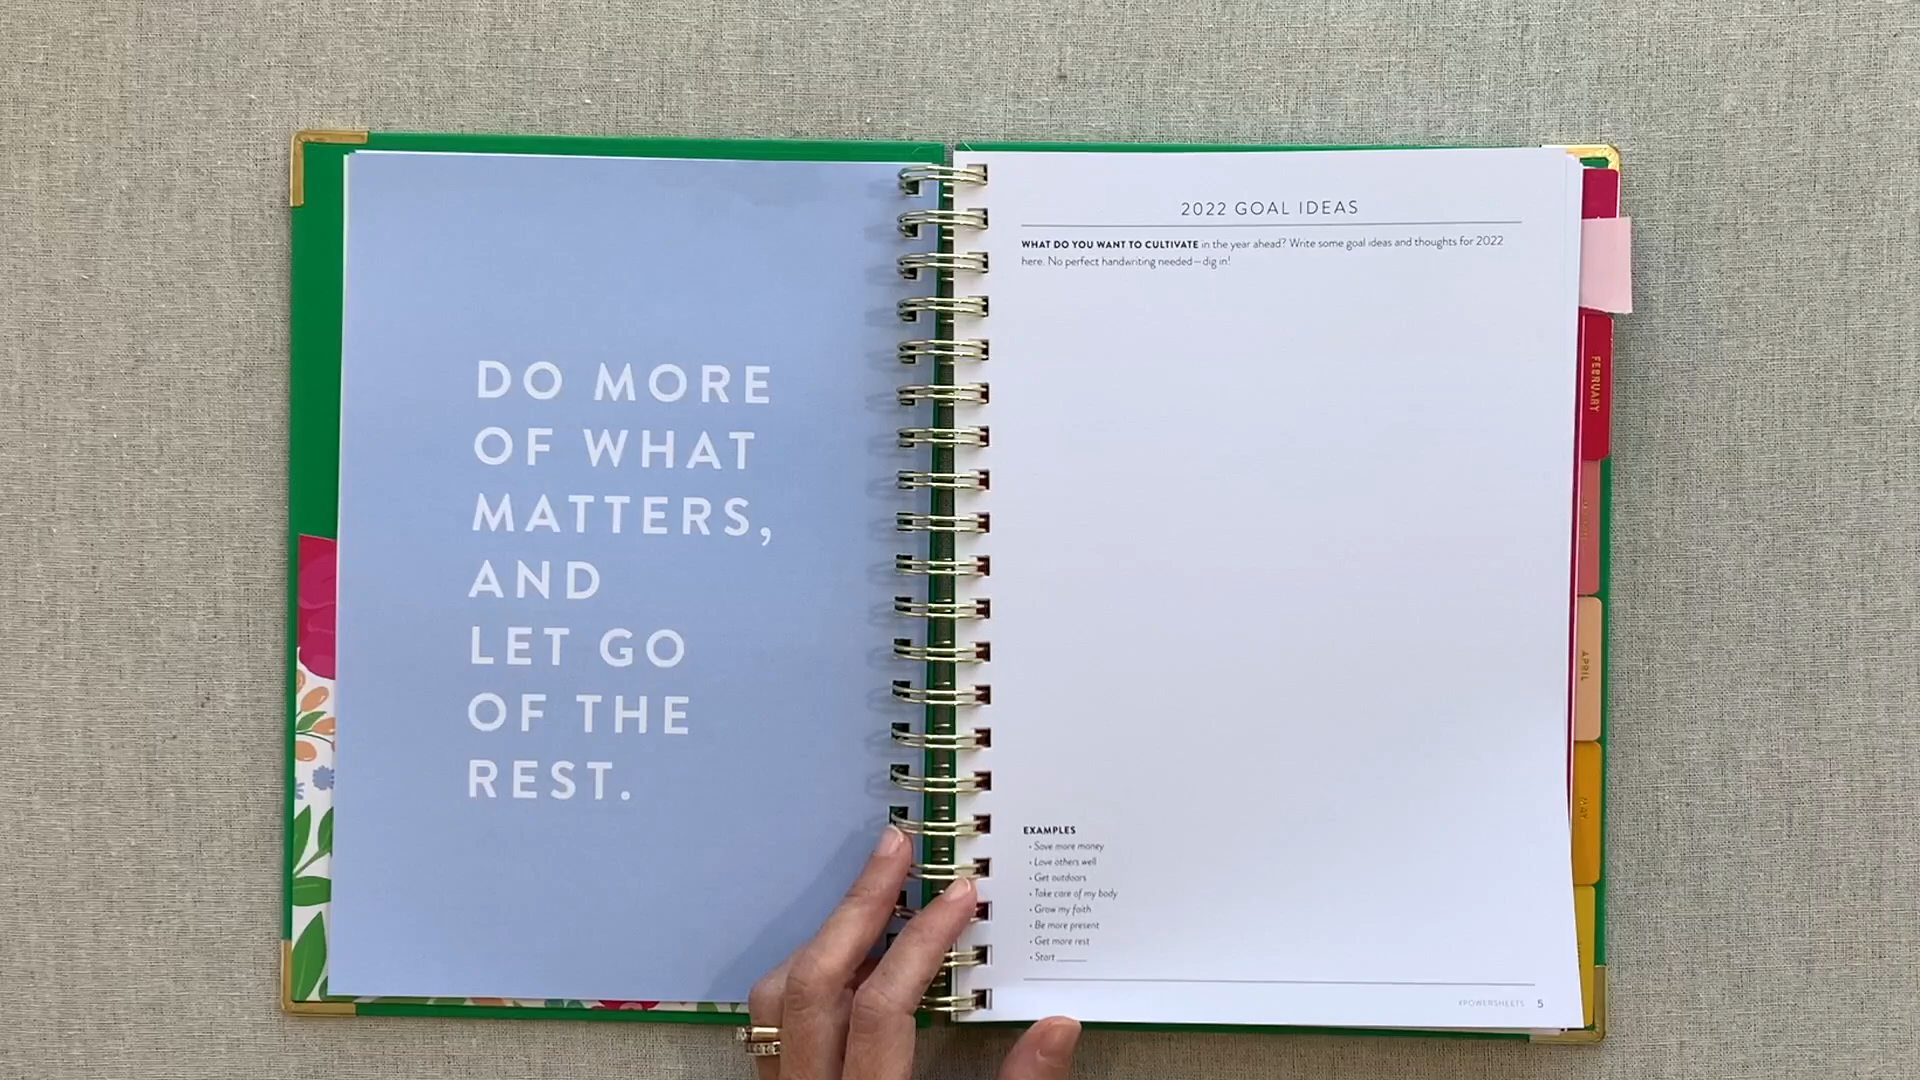 DO MORE
OF WHAT
MATTERS,
AND
LET GO
OF THE
REST.
2022 GOAL IDEAS
WHAT DO YOU WANT TO CULTIVATE in the year ahead? Write some goal ideas and thoughts for 2022
here. No perfect handwriting needed—dig in!
EXAMPLES
• Save more money
• Love others well
• Get outdoors
• Take care of my body
• Grow my faith
• Be more present
• Get more rest
• Start ______
#POWERSHEETS 5
FEBRUARY
APRIL
MAY